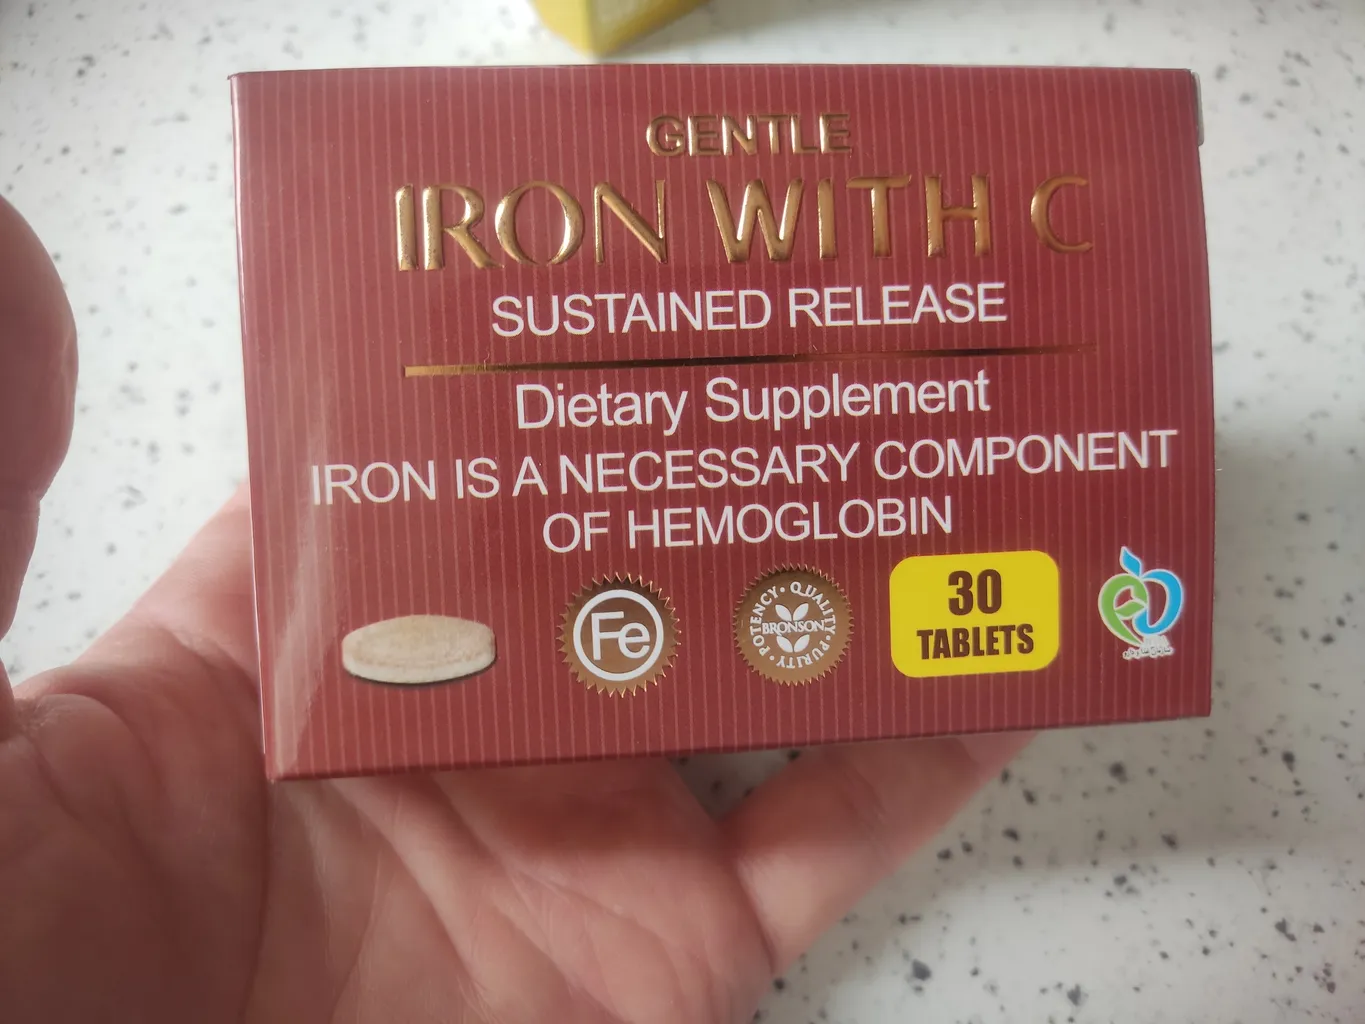 GENTLE
IRON WITH C
SUSTAINED RELEASE
Dietary Supplement
IRON IS A NECESSARY COMPONENT
OF HEMOGLOBIN
Fe
POTENCY • QUALITY • PURITY •
BRONSON
30
TABLETS